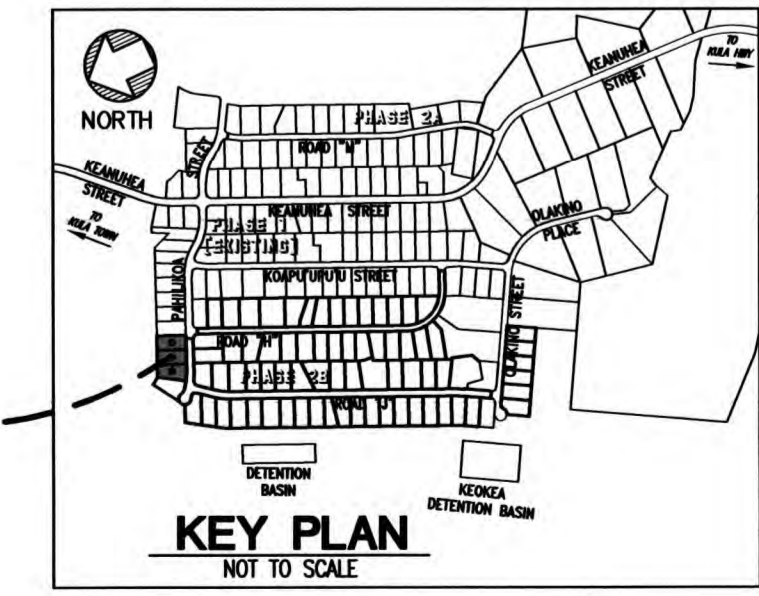 NORTH
KEANUHEA
STREET
TO
KULA HWY
PHASE 2A
STREET
ROAD "M"
KEANUHEA
STREET
TO
KULA TOWN
KEANUHEA STREET
OLAKINO
PLACE
PHASE 1
[EXISTING]
PAHILIKOA
KOAPU'UPU'U STREET
OLAKINO STREET
ROAD "H"
PHASE 2B
ROAD "J"
DETENTION
BASIN
KEOKEA
DETENTION BASIN
KEY PLAN
NOT TO SCALE